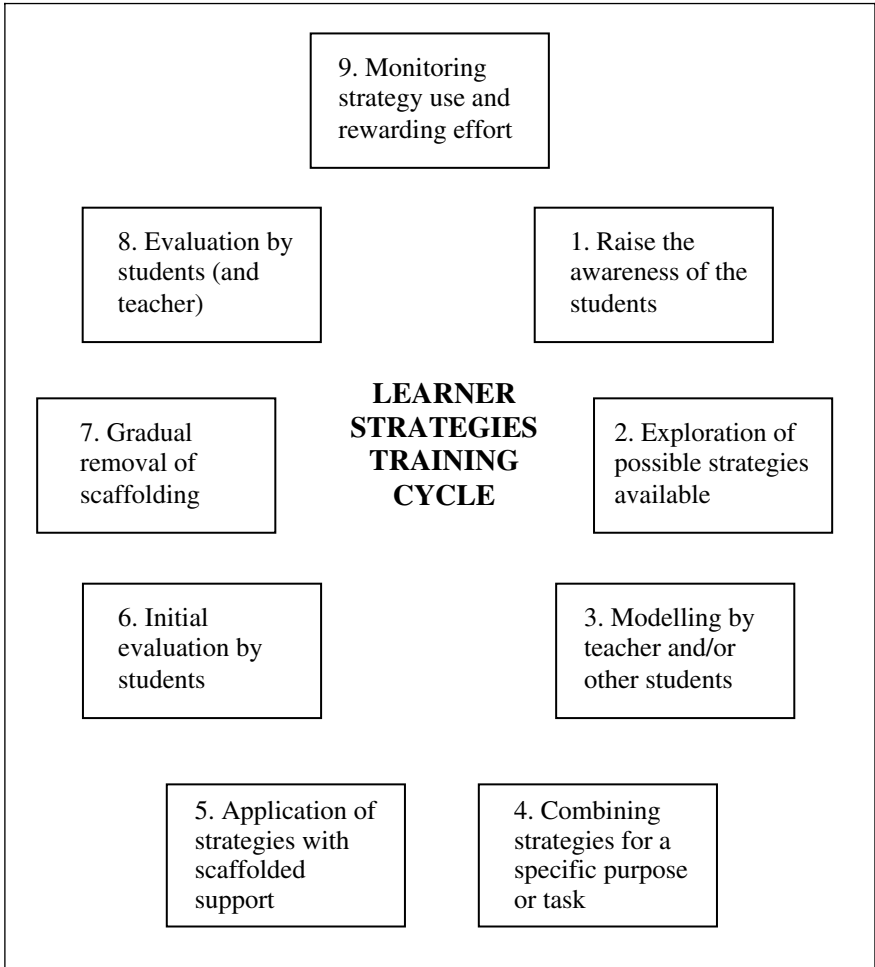 9. Monitoring
strategy use and
rewarding effort
8. Evaluation by
students (and
teacher)
1. Raise the
awareness of the
students
LEARNER
STRATEGIES
TRAINING
CYCLE
7. Gradual
removal of
scaffolding
2. Exploration of
possible strategies
available
6. Initial
evaluation by
students
3. Modelling by
teacher and/or
other students
5. Application of
strategies with
scaffolded
support
4. Combining
strategies for a
specific purpose
or task